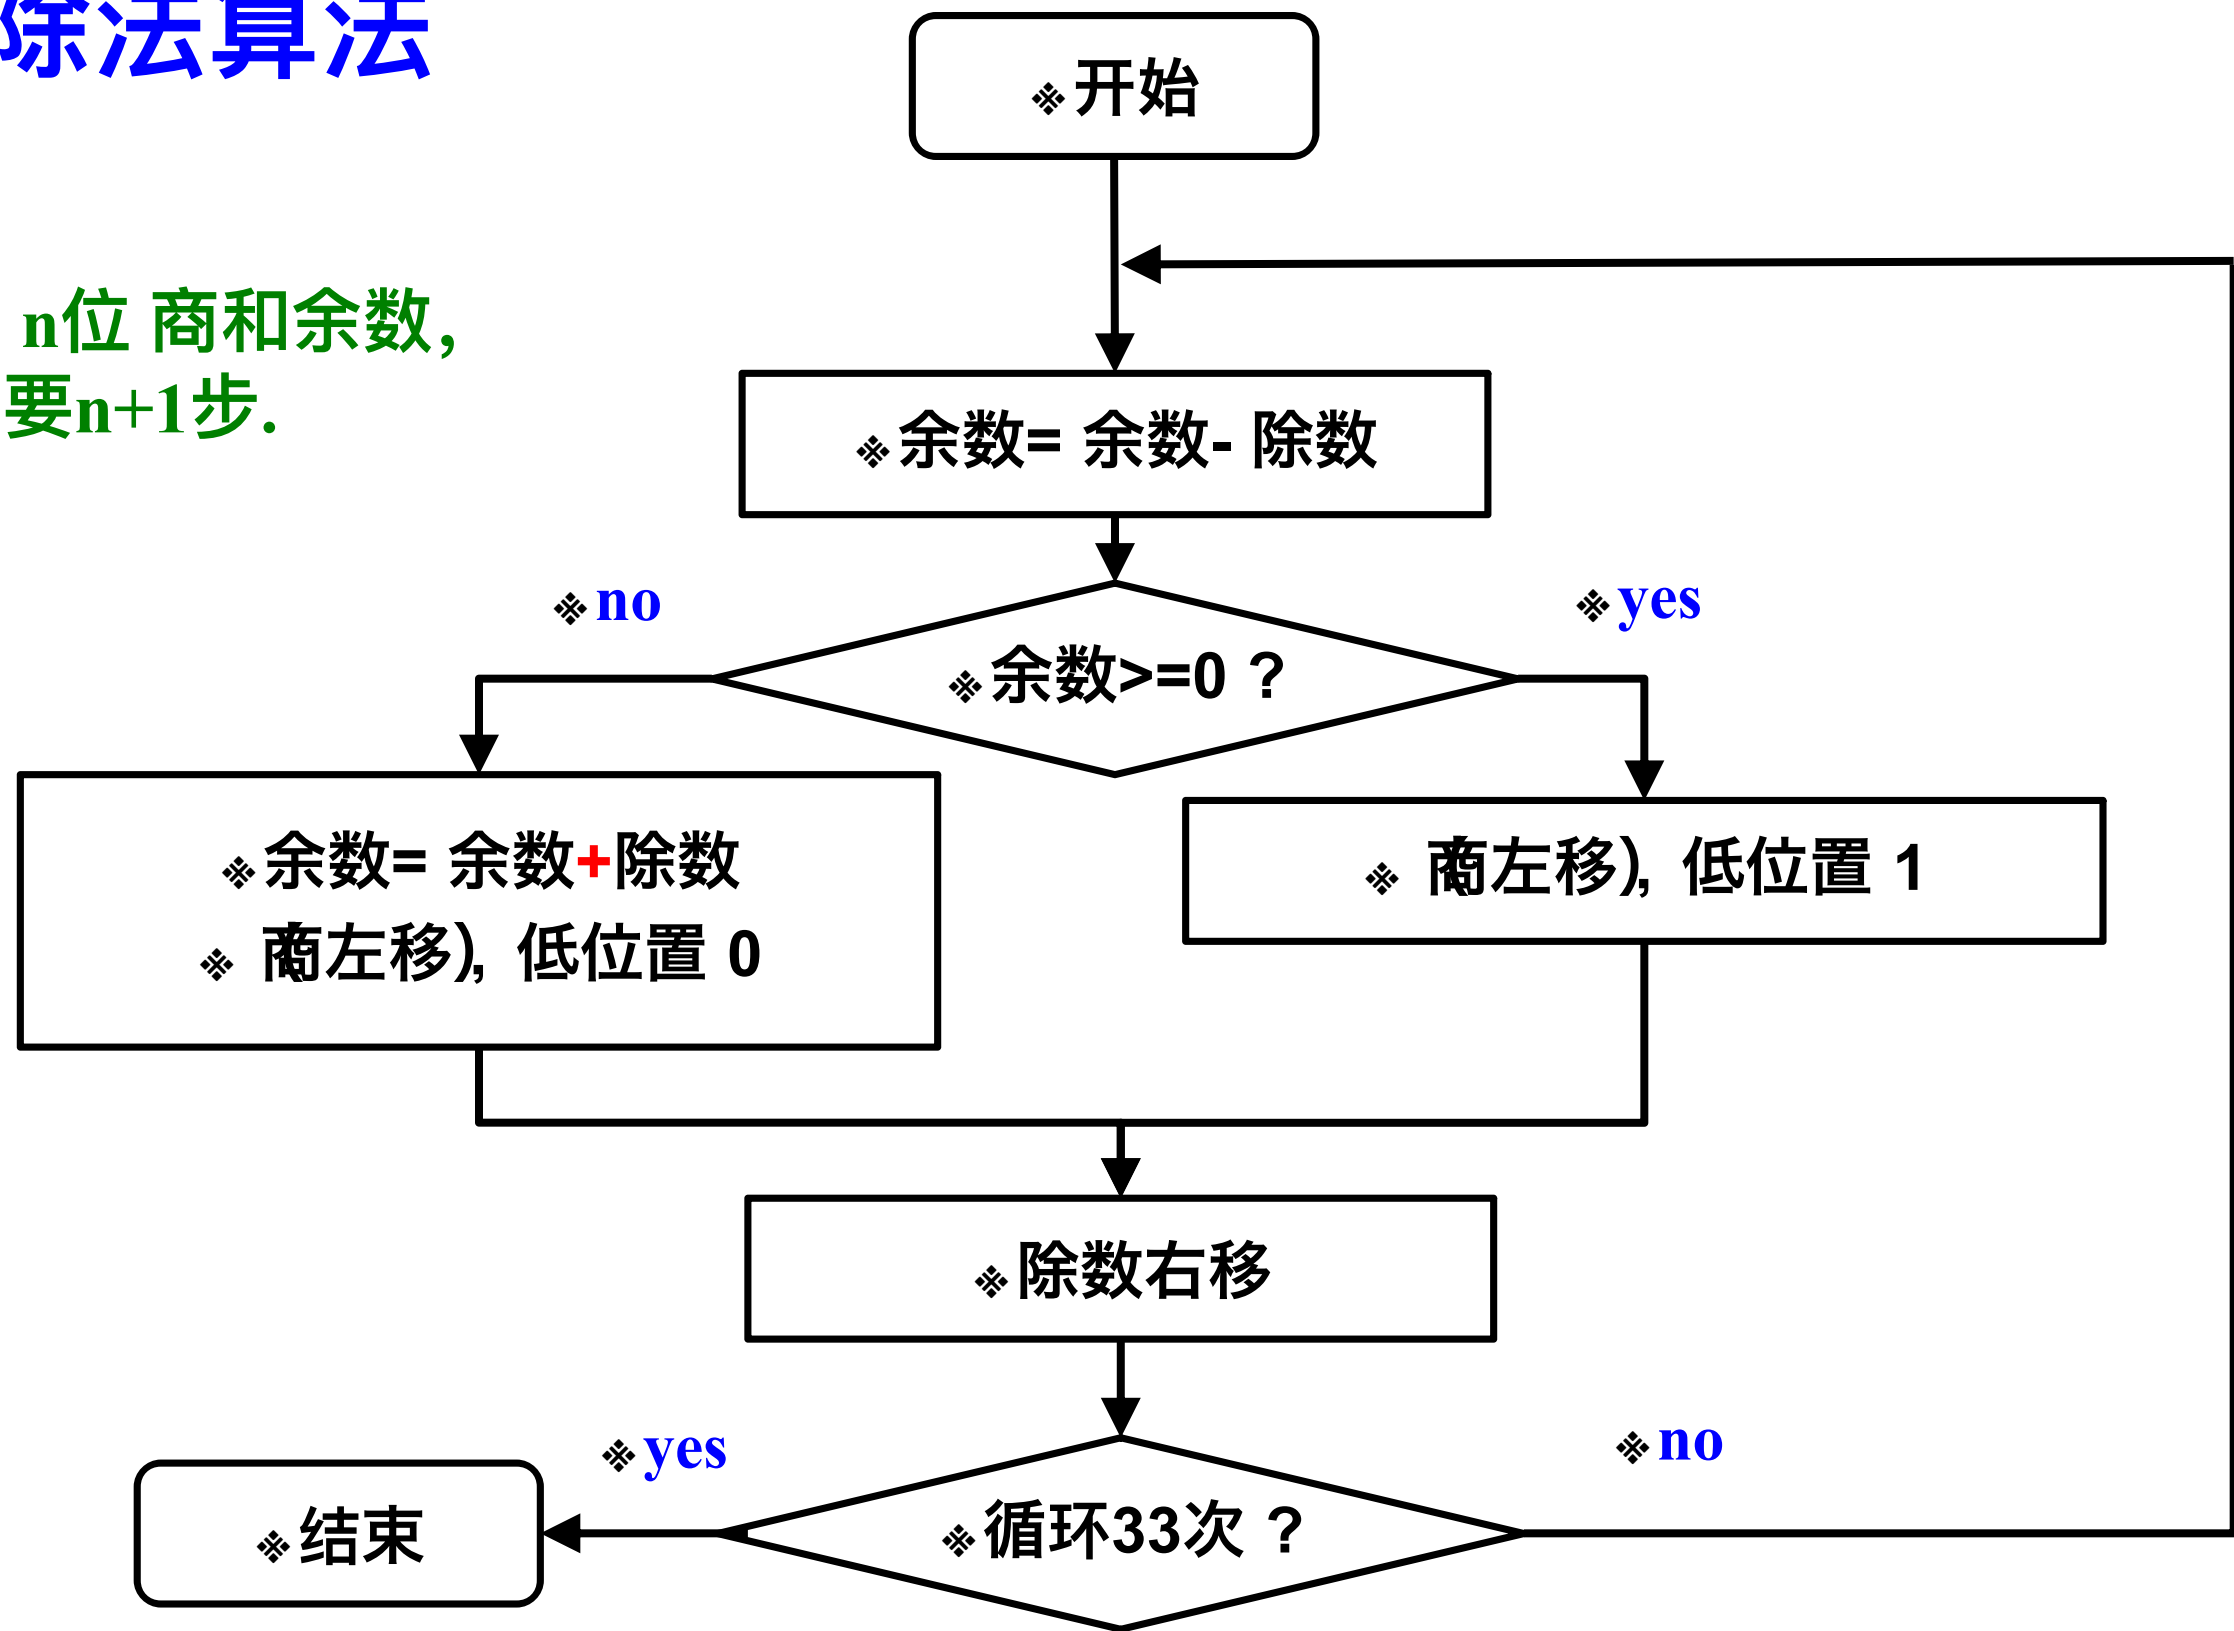 除法算法
※开始
n位 商和余数,
要n+1步.
※余数= 余数- 除数
※no
※yes
※余数>=0 ?
※余数= 余数+除数
※商(左移), 低位置 0
※商(左移), 低位置 1
※除数右移
※yes
※no
※循环33次 ?
※结束